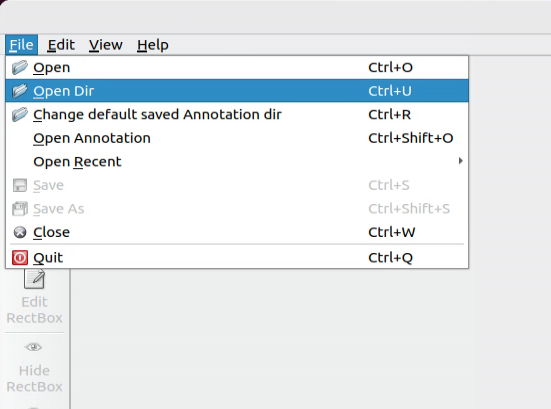 File Edit View Help
Open Ctrl+O
Open Dir Ctrl+U
Change default saved Annotation dir Ctrl+R
Open Annotation Ctrl+Shift+O
Open Recent
Save Ctrl+S
Save As Ctrl+Shift+S
Close Ctrl+W
Quit Ctrl+Q
Edit
RectBox
Hide
RectBox